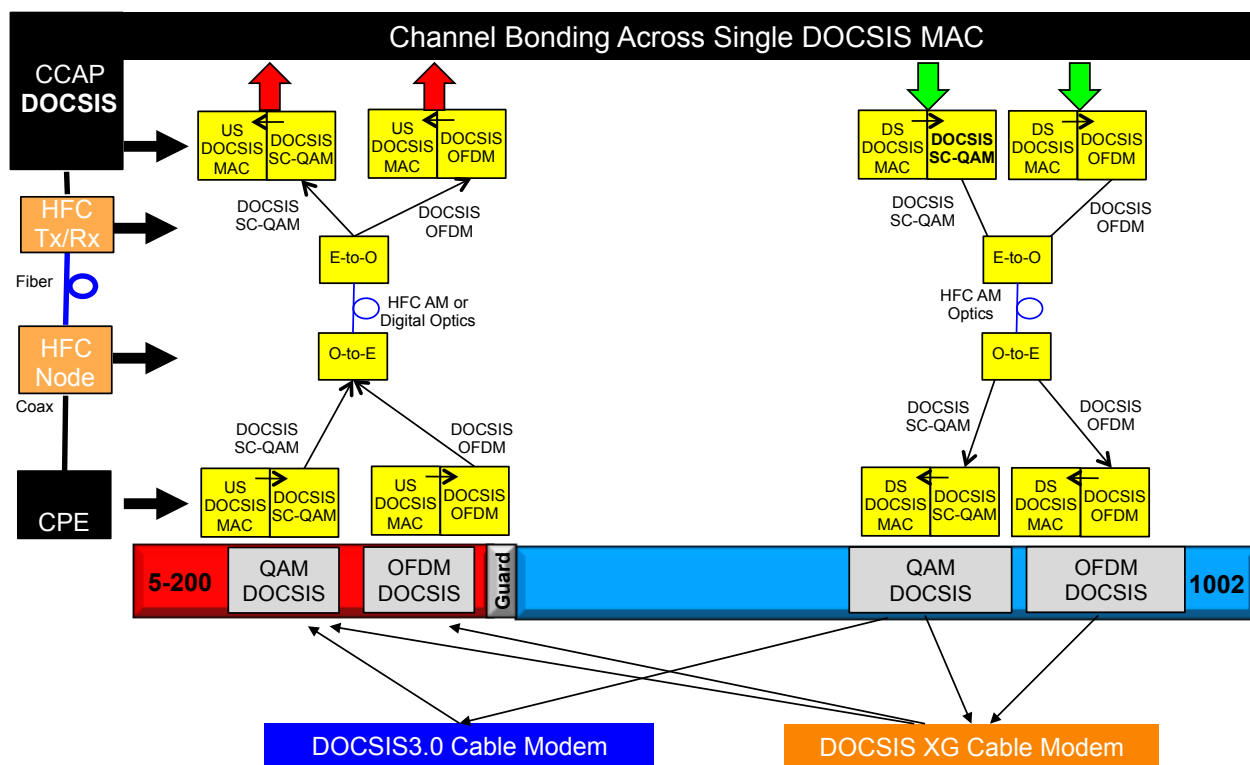 Channel Bonding Across Single DOCSIS MAC
CCAP
DOCSIS
US
DOCSIS
MAC
DOCSIS
SC-QAM
US
DOCSIS
MAC
DOCSIS
OFDM
DS
DOCSIS
MAC
DOCSIS
SC-QAM
DS
DOCSIS
MAC
DOCSIS
OFDM
HFC
Tx/Rx
DOCSIS
SC-QAM
DOCSIS
OFDM
DOCSIS
SC-QAM
DOCSIS
OFDM
E-to-O
E-to-O
Fiber
HFC AM or
Digital Optics
HFC AM
Optics
HFC
Node
O-to-E
O-to-E
Coax
DOCSIS
SC-QAM
DOCSIS
OFDM
DOCSIS
SC-QAM
DOCSIS
OFDM
CPE
US
DOCSIS
MAC
DOCSIS
SC-QAM
US
DOCSIS
MAC
DOCSIS
OFDM
DS
DOCSIS
MAC
DOCSIS
SC-QAM
DS
DOCSIS
MAC
DOCSIS
OFDM
5-200
QAM
DOCSIS
OFDM
DOCSIS
Guard
QAM
DOCSIS
OFDM
DOCSIS
1002
DOCSIS3.0 Cable Modem
DOCSIS XG Cable Modem